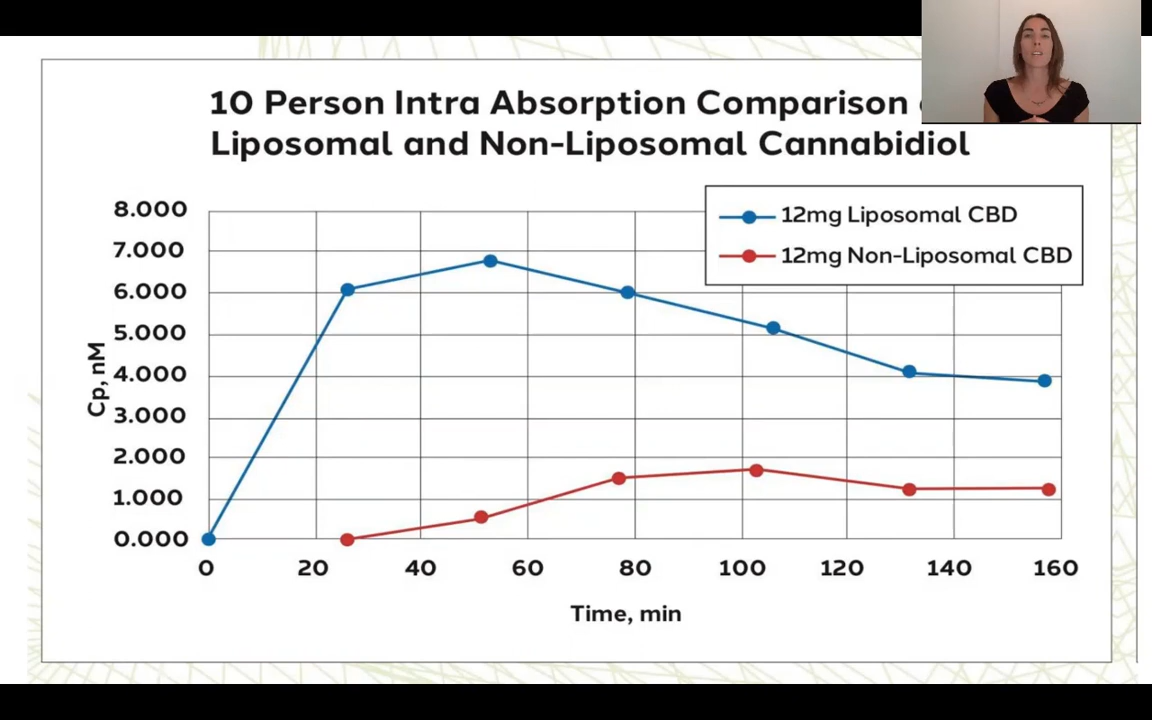 10 Person Intra Absorption Comparison
Liposomal and Non-Liposomal Cannabidiol
12mg Liposomal CBD
12mg Non-Liposomal CBD
8.000
7.000
6.000
5.000
4.000
3.000
2.000
1.000
0.000
Cp, nM
0 20 40 60 80 100 120 140 160
Time, min